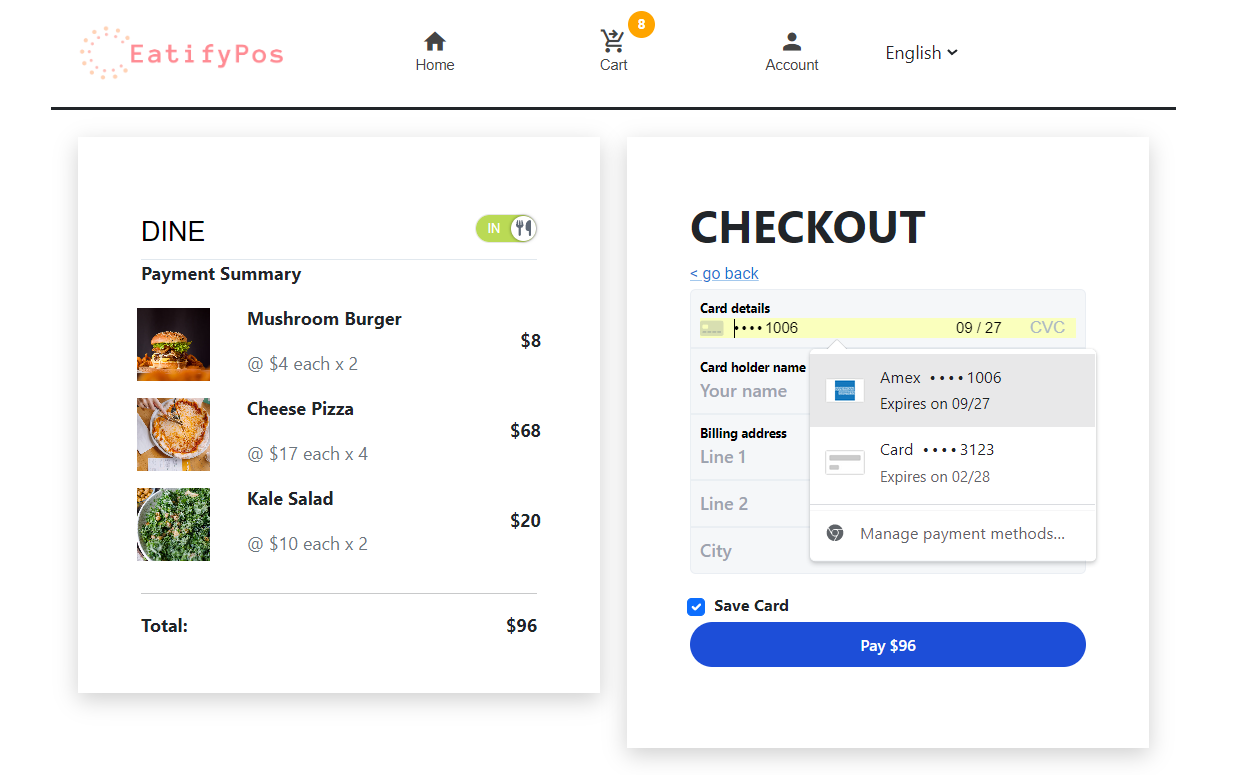 EatifyPos
Home
Cart
8
Account
English
DINE
IN
Payment Summary
Mushroom Burger
@ $4 each x 2
$8
Cheese Pizza
@ $17 each x 4
$68
Kale Salad
@ $10 each x 2
$20
Total:
$96
CHECKOUT
< go back
Card details
•••• 1006
09 / 27
CVC
Card holder name
Your name
Billing address
Line 1
Line 2
City
Amex •••• 1006
Expires on 09/27
Card •••• 3123
Expires on 02/28
Manage payment methods...
Save Card
Pay $96